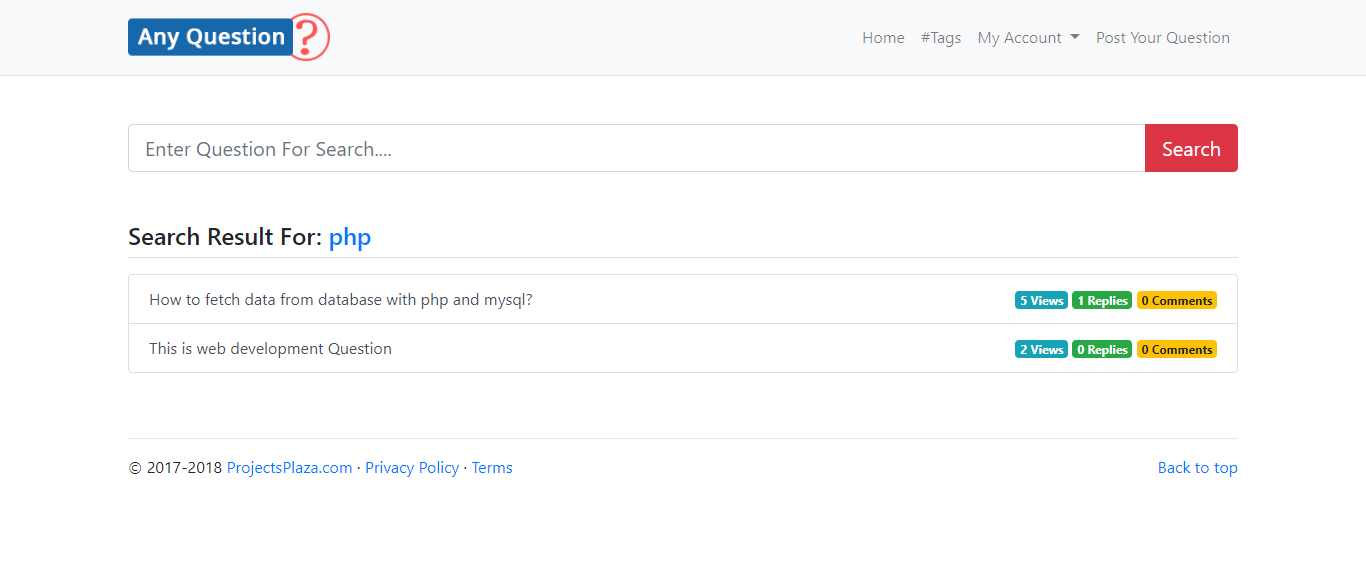 Any Question?
Home #Tags My Account Post Your Question
Enter Question For Search....
Search
Search Result For: php
How to fetch data from database with php and mysql? 5 Views 1 Replies 0 Comments
This is web development Question 2 Views 0 Replies 0 Comments
© 2017-2018 ProjectsPlaza.com · Privacy Policy · Terms
Back to top